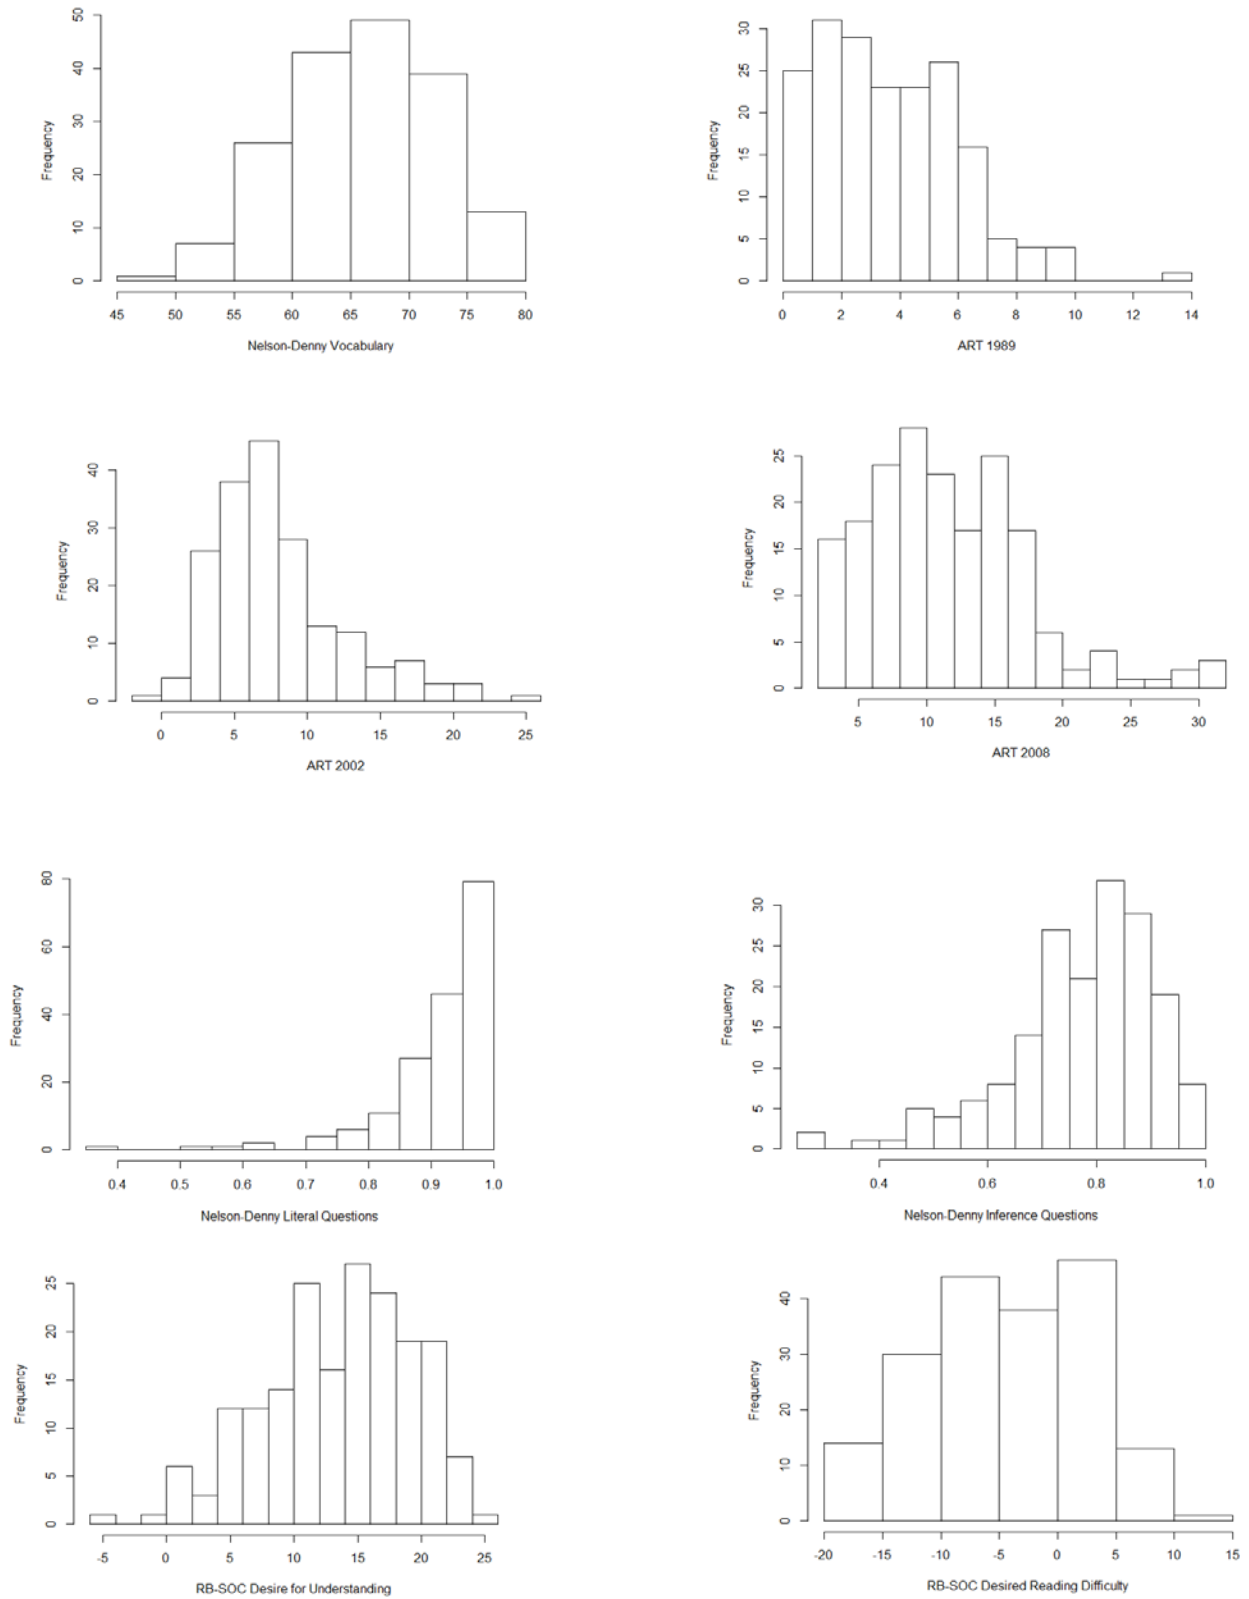 Frequency
0 10 20 30 40 50
45 50 55 60 65 70 75 80
Nelson-Denny Vocabulary
Frequency
0 5 10 15 20 25 30
0 2 4 6 8 10 12 14
ART 1989
Frequency
0 10 20 30 40
0 5 10 15 20 25
ART 2002
Frequency
0 5 10 15 20 25
5 10 15 20 25 30
ART 2008
Frequency
0 20 40 60 80
0.4 0.5 0.6 0.7 0.8 0.9 1.0
Nelson-Denny Literal Questions
Frequency
0 5 10 15 20 25 30
0.4 0.6 0.8 1.0
Nelson-Denny Inference Questions
Frequency
0 5 10 15 20 25
-5 0 5 10 15 20 25
RB-SOC Desire for Understanding
Frequency
0 10 20 30 40
-20 -15 -10 -5 0 5 10 15
RB-SOC Desired Reading Difficulty